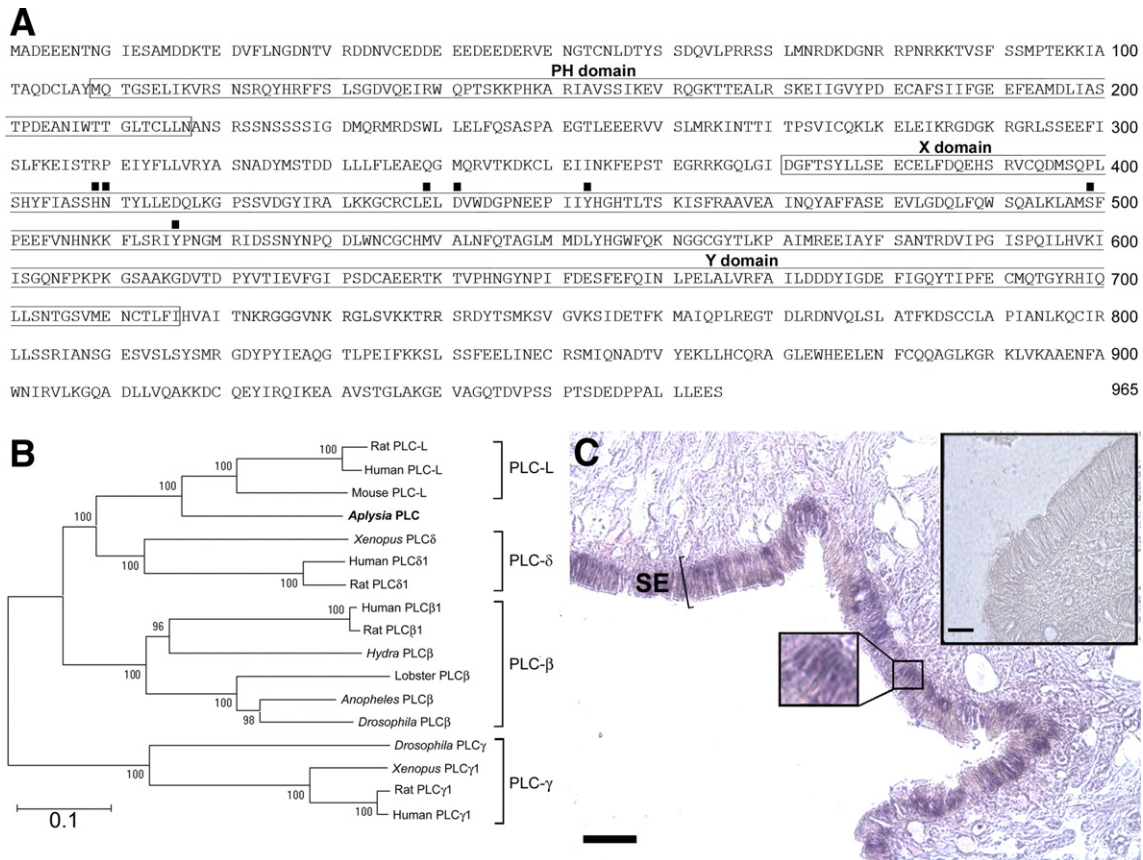 A
MADEEENTNG IESAMDDKTE DVFLNGDNTV RDDNVCEDDE EEDEEDERVE NGTCNLDTYS SDQVLPRRSS LMNRDKDGNR RPNRKKTVSF SSMPTEKKIA 100
PH domain
TAQDCLAYMQ TGSELIKVRS NSRQYHRFFS LSGDVQEIRW QPTSKKPHKA RIAVSSIKEV RQGKTTEALR SKEIIGVYPD ECAFSIIFGE EFEAMDLIAS 200
TPDEANIWTT GLTCLLNANS RSSNSSSSIG DMQRMRDSWL LELFQSASPA EGTLEEERVV SLMRKINTTI TPSVICQKLK ELEIKRGDGK RGRLSSEEFI 300
X domain
SLFKEISTRP EIYFLLVRYA SNADYMSTDD LLLFLEAEQG MQRVTKDKCL EIINKFEPST EGRRKGQLGI DGFTSYLLSE ECELFDQEHS RVCQDMSQPL 400
SHYFIASSHN TYLLEDQLKG PSSVDGYIRA LKKGCRCLEL DVWDGPNEEP IIYHGHTLTS KISFRAAVEA INQYAFFASE EVLGDQLFQW SQALKLAMSF 500
PEEFVNHNKK FLSRIYPNGM RIDSSNYNPQ DLWNCGCHMV ALNFQTAGLM MDLYHGWFQK NGGCGYTLKP AIMREEIAYF SANTRDVIPG ISPQILHVKI 600
Y domain
ISGQNFPKPK GSAAKGDVTD PYVTIEVFGI PSDCAEERTK TVPHNGYNPI FDESFEFQIN LPELALVRFA ILDDDYIGDE FIGQYTIPFE CMQTGYRHIQ 700
LLSNTGSVME NCTLFIHVAI TNKRGGGVNK RGLSVKKTRR SRDYTSMKSV GVKSIDETFK MAIQPLREGT DLRDNVQLSL ATFKDSCCLA PIANLKQCIR 800
LLSSRIANSG ESVSLSYSMR GDYPYIEAQG TLPEIFKKSL SSFEELINEC RSMIQNADTV YEKLLHCQRA GLEWHEELEN FCQQAGLKGR KLVKAAENFA 900
WNIRVLKGQA DLLVQAKKDC QEYIRQIKEA AVSTGLAKGE VAGQTDVPSS PTSDEDPPAL LLEES 965
B
100
100
100
100
100
100
100
96
100
100
98
100
100
100
Rat PLC-L
Human PLC-L
Mouse PLC-L
Aplysia PLC
Xenopus PLCδ
Human PLCδ1
Rat PLCδ1
Human PLCβ1
Rat PLCβ1
Hydra PLCβ
Lobster PLCβ
Anopheles PLCβ
Drosophila PLCβ
Drosophila PLCγ
Xenopus PLCγ1
Rat PLCγ1
Human PLCγ1
PLC-L
PLC-δ
PLC-β
PLC-γ
0.1
C
SE